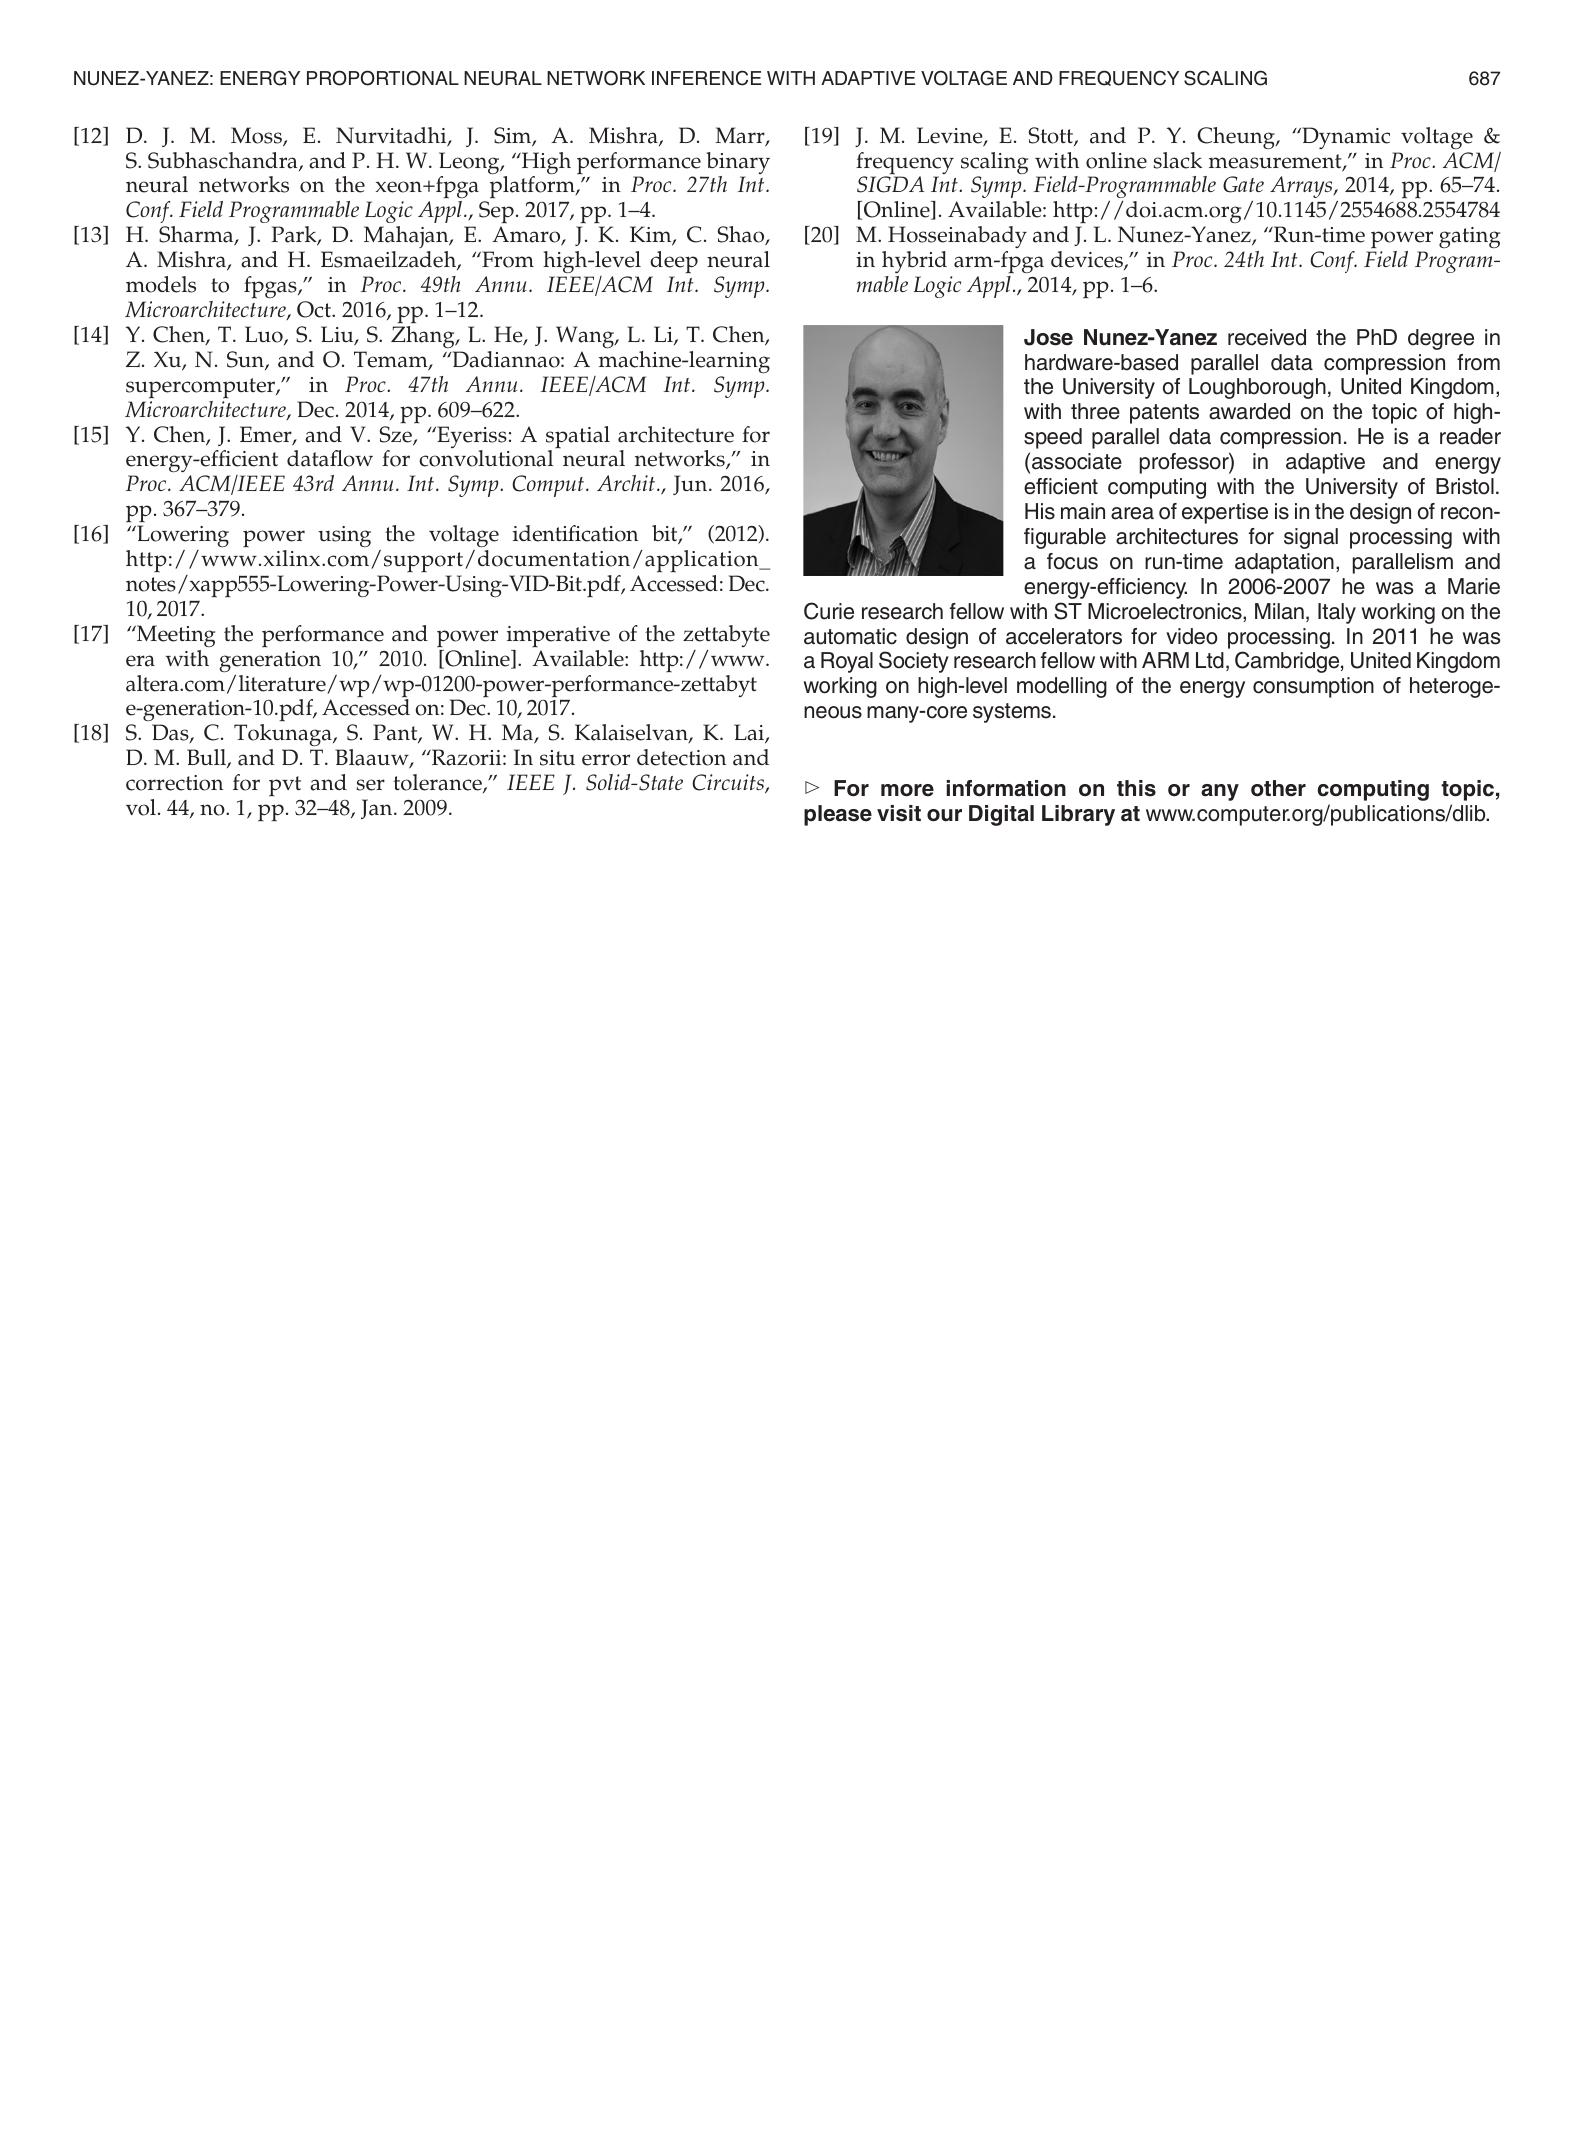 NUNEZ-YANEZ: ENERGY PROPORTIONAL NEURAL NETWORK INFERENCE WITH ADAPTIVE VOLTAGE AND FREQUENCY SCALING 687
[12] D. J. M. Moss, E. Nurvitadhi, J. Sim, A. Mishra, D. Marr,
S. Subhaschandra, and P. H. W. Leong, “High performance binary
neural networks on the xeon+fpga platform,” in Proc. 27th Int.
Conf. Field Programmable Logic Appl., Sep. 2017, pp. 1–4.
[13] H. Sharma, J. Park, D. Mahajan, E. Amaro, J. K. Kim, C. Shao,
A. Mishra, and H. Esmaeilzadeh, “From high-level deep neural
models to fpgas,” in Proc. 49th Annu. IEEE/ACM Int. Symp.
Microarchitecture, Oct. 2016, pp. 1–12.
[14] Y. Chen, T. Luo, S. Liu, S. Zhang, L. He, J. Wang, L. Li, T. Chen,
Z. Xu, N. Sun, and O. Temam, “Dadiannao: A machine-learning
supercomputer,” in Proc. 47th Annu. IEEE/ACM Int. Symp.
Microarchitecture, Dec. 2014, pp. 609–622.
[15] Y. Chen, J. Emer, and V. Sze, “Eyeriss: A spatial architecture for
energy-efficient dataflow for convolutional neural networks,” in
Proc. ACM/IEEE 43rd Annu. Int. Symp. Comput. Archit., Jun. 2016,
pp. 367–379.
[16] “Lowering power using the voltage identification bit,” (2012).
http://www.xilinx.com/support/documentation/application_
notes/xapp555-Lowering-Power-Using-VID-Bit.pdf, Accessed: Dec.
10, 2017.
[17] “Meeting the performance and power imperative of the zettabyte
era with generation 10,” 2010. [Online]. Available: http://www.
altera.com/literature/wp/wp-01200-power-performance-zettabyt
e-generation-10.pdf, Accessed on: Dec. 10, 2017.
[18] S. Das, C. Tokunaga, S. Pant, W. H. Ma, S. Kalaiselvan, K. Lai,
D. M. Bull, and D. T. Blaauw, “Razorii: In situ error detection and
correction for pvt and ser tolerance,” IEEE J. Solid-State Circuits,
vol. 44, no. 1, pp. 32–48, Jan. 2009.
[19] J. M. Levine, E. Stott, and P. Y. Cheung, “Dynamic voltage &
frequency scaling with online slack measurement,” in Proc. ACM/
SIGDA Int. Symp. Field-Programmable Gate Arrays, 2014, pp. 65–74.
[Online]. Available: http://doi.acm.org/10.1145/2554688.2554784
[20] M. Hosseinabady and J. L. Nunez-Yanez, “Run-time power gating
in hybrid arm-fpga devices,” in Proc. 24th Int. Conf. Field Program-
mable Logic Appl., 2014, pp. 1–6.
Jose Nunez-Yanez received the PhD degree in
hardware-based parallel data compression from
the University of Loughborough, United Kingdom,
with three patents awarded on the topic of high-
speed parallel data compression. He is a reader
(associate professor) in adaptive and energy
efficient computing with the University of Bristol.
His main area of expertise is in the design of recon-
figurable architectures for signal processing with
a focus on run-time adaptation, parallelism and
energy-efficiency. In 2006-2007 he was a Marie
Curie research fellow with ST Microelectronics, Milan, Italy working on the
automatic design of accelerators for video processing. In 2011 he was
a Royal Society research fellow with ARM Ltd, Cambridge, United Kingdom
working on high-level modelling of the energy consumption of heteroge-
neous many-core systems.
▷ For more information on this or any other computing topic,
please visit our Digital Library at www.computer.org/publications/dlib.